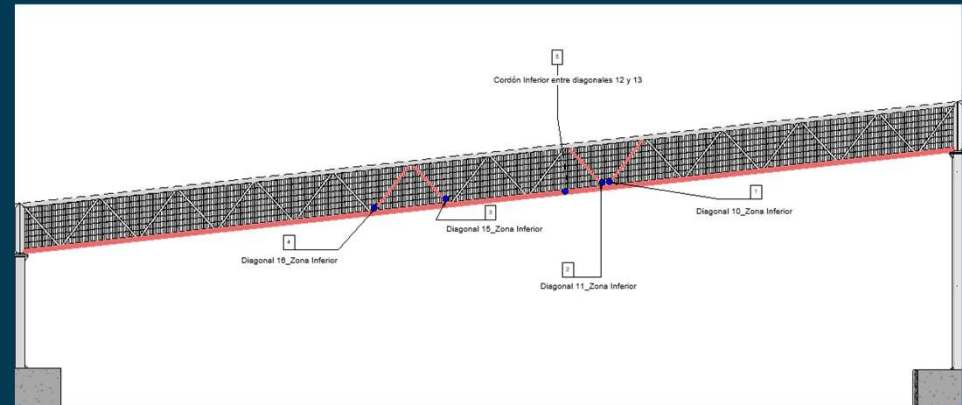 5
Cordón Inferior entre diagonales 12 y 13
1
Diagonal 10_Zona Inferior
3
Diagonal 15_Zona Inferior
4
Diagonal 16_Zona Inferior
2
Diagonal 11_Zona Inferior